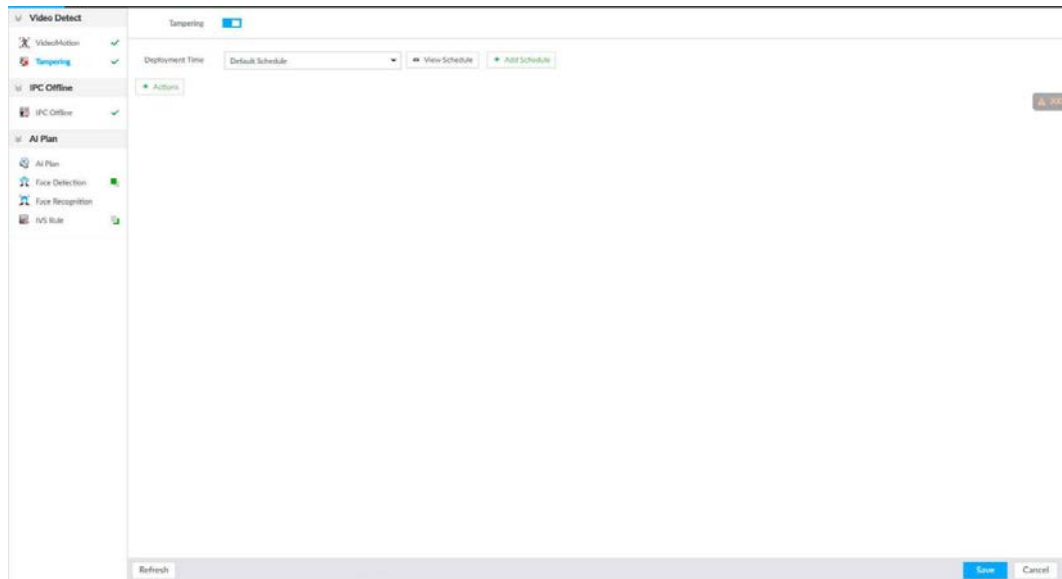 Video Detect
VideoMotion
Tampering
IPC Offline
IPC Offline
AI Plan
AI Plan
Face Detection
Face Recognition
IVS Rule
Tampering
Deployment Time
Default Schedule
View Schedule
Add Schedule
Actions
Refresh
Save
Cancel